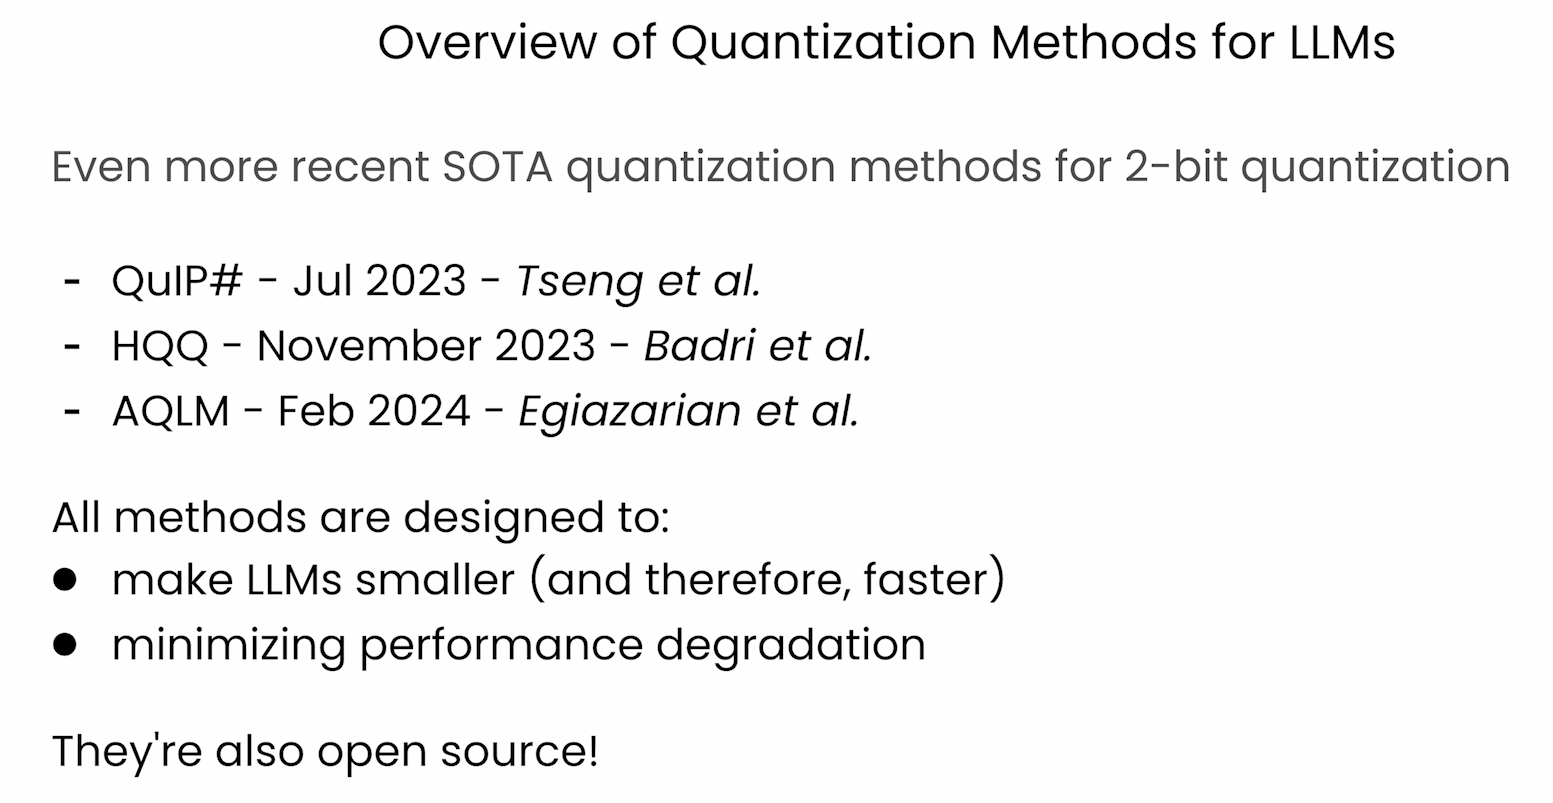 Overview of Quantization Methods for LLMs
Even more recent SOTA quantization methods for 2-bit quantization
- QuIP# - Jul 2023 - Tseng et al.
- HQQ - November 2023 - Badri et al.
- AQLM - Feb 2024 - Egiazarian et al.
All methods are designed to:
● make LLMs smaller (and therefore, faster)
● minimizing performance degradation
They're also open source!